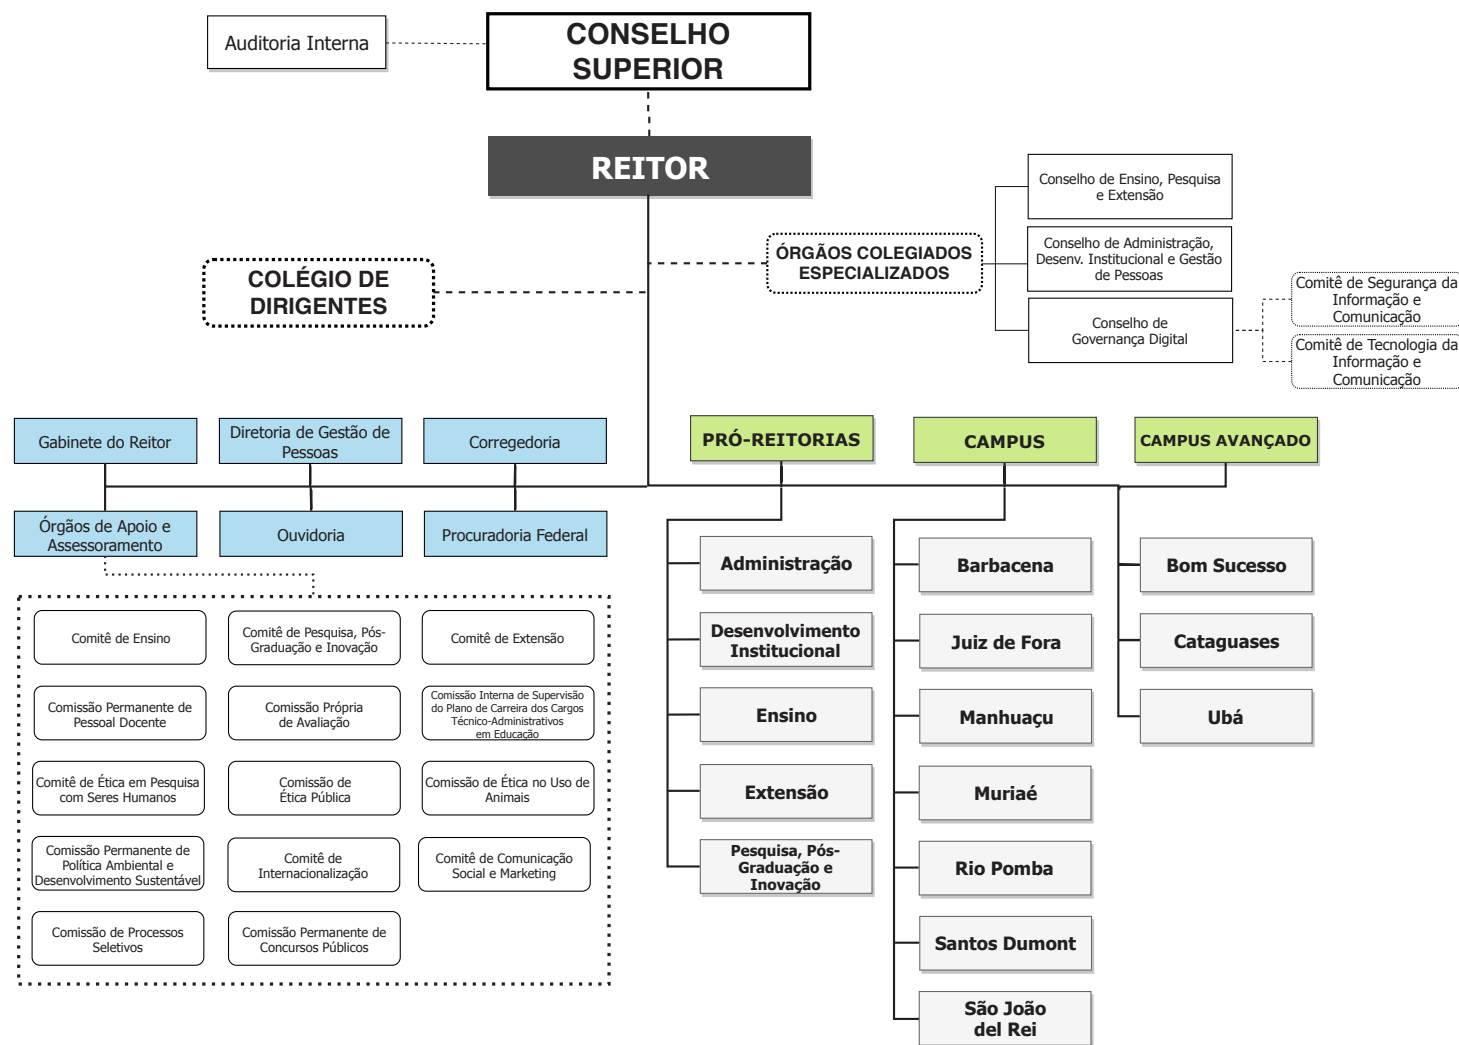 Auditoria Interna
CONSELHO
SUPERIOR
REITOR
Conselho de Ensino, Pesquisa
e Extensão
ÓRGÃOS COLEGIADOS
ESPECIALIZADOS
Conselho de Administração,
Desenv. Institucional e Gestão
de Pessoas
COLÉGIO DE
DIRIGENTES
Conselho de
Governança Digital
Comitê de Segurança da
Informação e
Comunicação
Comitê de Tecnologia da
Informação e
Comunicação
Gabinete do Reitor
Diretoria de Gestão de
Pessoas
Corregedoria
Órgãos de Apoio e
Assessoramento
Ouvidoria
Procuradoria Federal
Comitê de Ensino
Comitê de Pesquisa, Pós-
Graduação e Inovação
Comitê de Extensão
Comissão Permanente de
Pessoal Docente
Comissão Própria
de Avaliação
Comissão Interna de Supervisão
do Plano de Carreira dos Cargos
Técnico-Administrativos
em Educação
Comitê de Ética em Pesquisa
com Seres Humanos
Comissão de
Ética Pública
Comissão de Ética no Uso de
Animais
Comissão Permanente de
Política Ambiental e
Desenvolvimento Sustentável
Comitê de
Internacionalização
Comitê de Comunicação
Social e Marketing
Comissão de Processos
Seletivos
Comissão Permanente de
Concursos Públicos
PRÓ-REITORIAS
Administração
Desenvolvimento
Institucional
Ensino
Extensão
Pesquisa, Pós-
Graduação e
Inovação
CAMPUS
Barbacena
Juiz de Fora
Manhuaçu
Muriaé
Rio Pomba
Santos Dumont
São João
del Rei
CAMPUS AVANÇADO
Bom Sucesso
Cataguases
Ubá